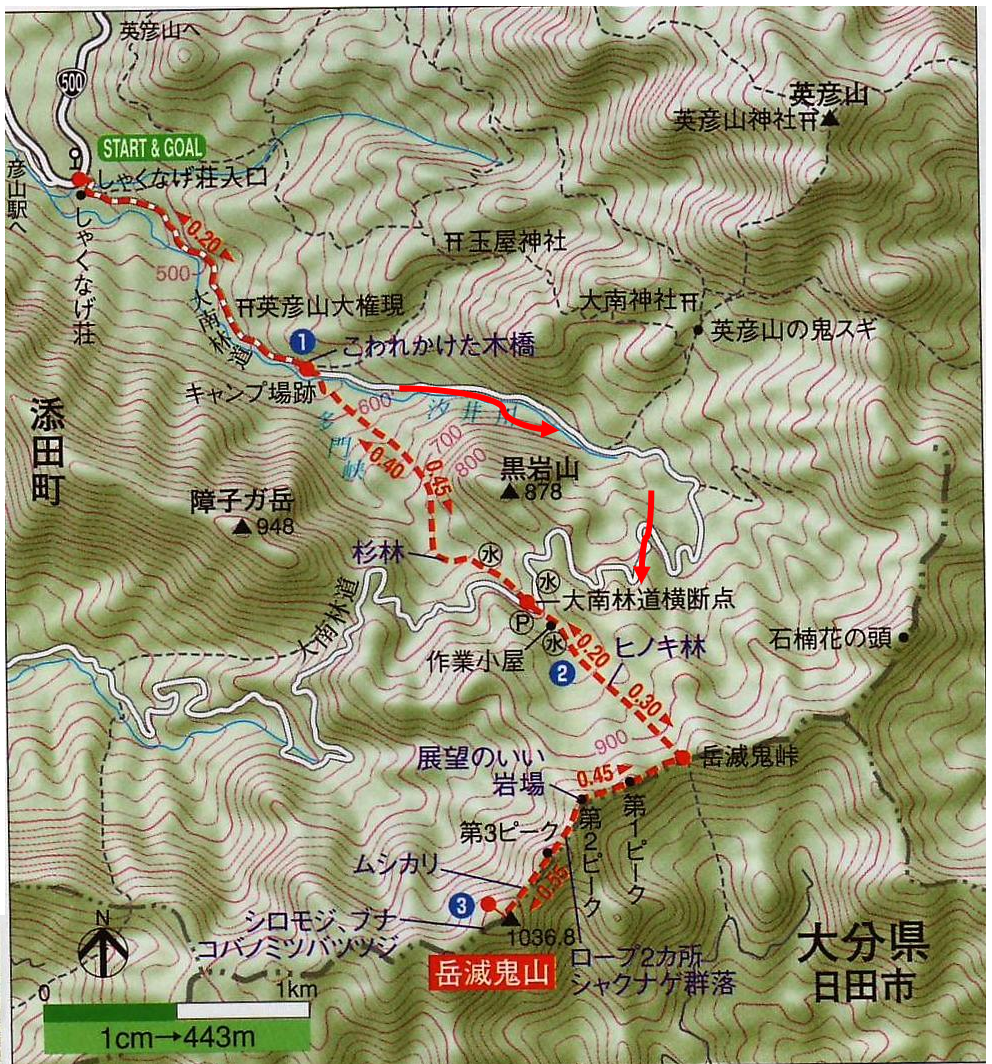 英彦山へ
500
START & GOAL
しゃくなげ荘入口
彦山駅へ
しゃくなげ荘
英彦山
英彦山神社
0.20
500
玉屋神社
大南林道
英彦山大権現
大南神社
英彦山の鬼スギ
1
こわれかけた木橋
キャンプ場跡
600
汐井川
多門峡
700
800
0.40
0.45
添田町
黒岩山
878
障子ガ岳
948
杉林
水
水
大南林道
大南林道横断点
P
水
作業小屋
2
0.20
ヒノキ林
石楠花の頭
0.30
900
展望のいい
岩場
0.45
岳滅鬼峠
第1ピーク
第2ピーク
第3ピーク
ムシカリ
0.55
3
シロモジ、ブナ
コバノミツバツツジ
1036.8
岳滅鬼山
ロープ2カ所
シャクナゲ群落
大分県
日田市
N
0
1km
1cm→443m